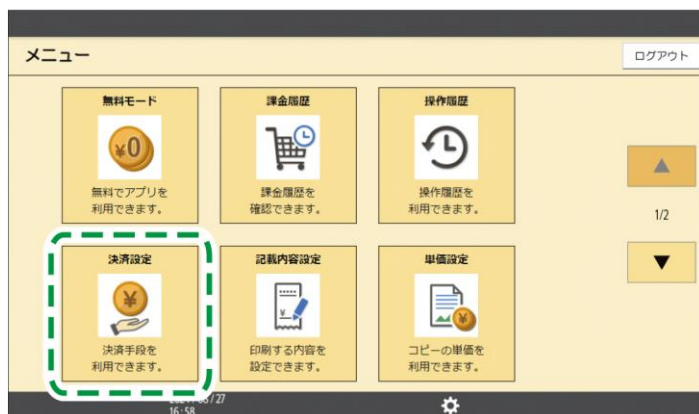 メニュー
ログアウト
無料モード
¥0
無料でアプリを
利用できます。
課金履歴
課金履歴を
確認できます。
操作履歴
操作履歴を
利用できます。
1/2
決済設定
¥
決済手段を
利用できます。
記載内容設定
¥
印刷する内容を
設定できます。
単価設定
¥
コピーの単価を
利用できます。
/27
16:58